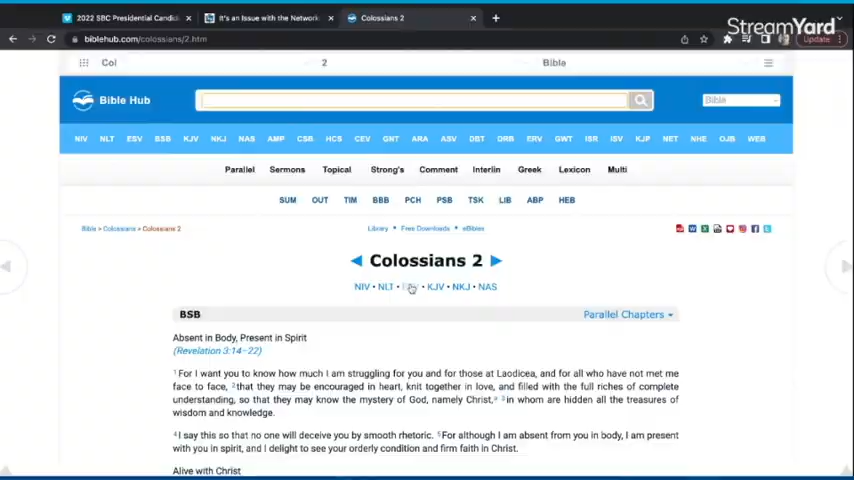 2022 SBC Presidential Candid
It's an Issue with the Network
Colossians 2
StreamYard
biblehub.com/colossians/2.htm
Update
Col 2 Bible
Bible Hub
Bible
NIV NLT ESV BSB KJV NKJ NAS AMP CSB HCS CEV GNT ARA ASV DBT DRB ERV GWT ISR ISV KJP NET NHE OJB WEB
Parallel Sermons Topical Strong's Comment Interlin Greek Lexicon Multi
SUM OUT TIM BBB PCH PSB TSK LIB ABP HEB
Bible > Colossians > Colossians 2
Library • Free Downloads • eBibles
◄ Colossians 2 ►
NIV • NLT • • KJV • NKJ • NAS
BSB Parallel Chapters
Absent in Body, Present in Spirit
(Revelation 3:14–22)
1For I want you to know how much I am struggling for you and for those at Laodicea, and for all who have not met me
face to face, 2that they may be encouraged in heart, knit together in love, and filled with the full riches of complete
understanding, so that they may know the mystery of God, namely Christ,a 3in whom are hidden all the treasures of
wisdom and knowledge.
4I say this so that no one will deceive you by smooth rhetoric. 5For although I am absent from you in body, I am present
with you in spirit, and I delight to see your orderly condition and firm faith in Christ.
Alive with Christ